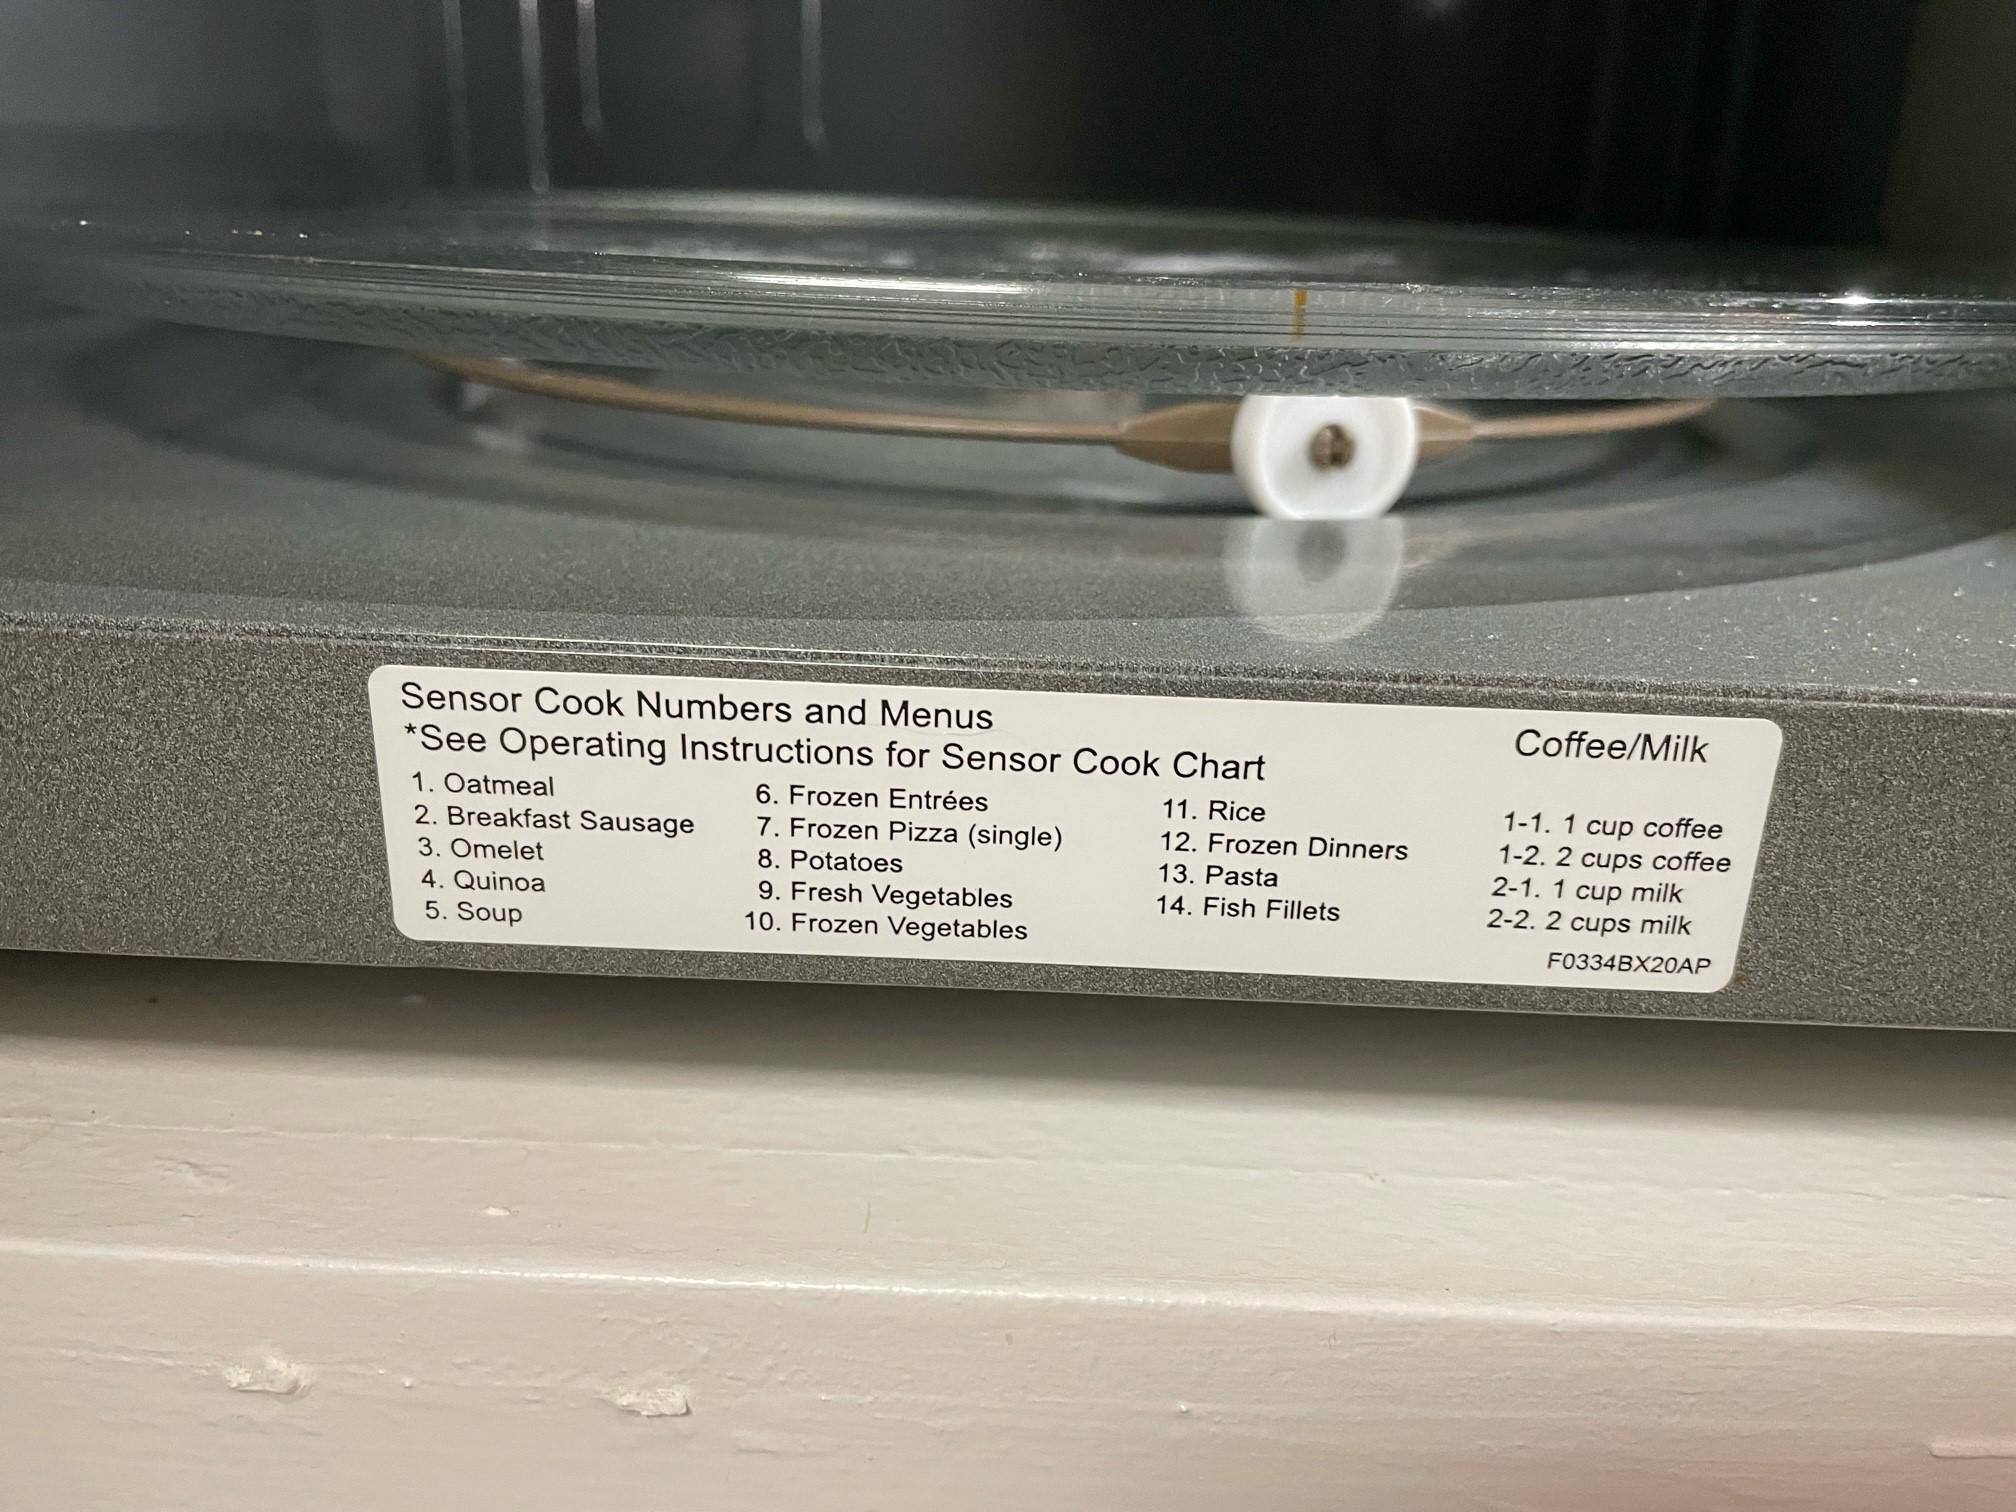 Sensor Cook Numbers and Menus
*See Operating Instructions for Sensor Cook Chart
1. Oatmeal
2. Breakfast Sausage
3. Omelet
4. Quinoa
5. Soup
6. Frozen Entrées
7. Frozen Pizza (single)
8. Potatoes
9. Fresh Vegetables
10. Frozen Vegetables
11. Rice
12. Frozen Dinners
13. Pasta
14. Fish Fillets
Coffee/Milk
1-1. 1 cup coffee
1-2. 2 cups coffee
2-1. 1 cup milk
2-2. 2 cups milk
F0334BX20AP